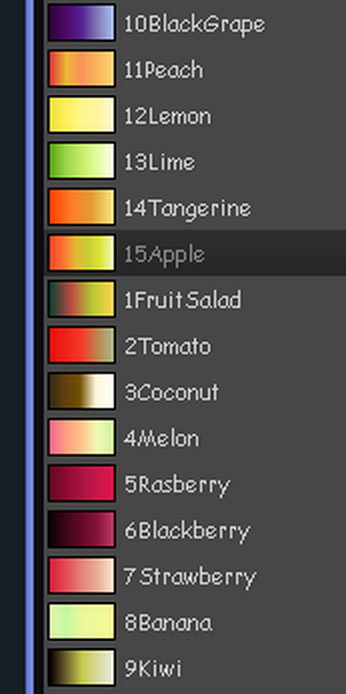 10BlackGrape
11Peach
12Lemon
13Lime
14Tangerine
15Apple
1FruitSalad
2Tomato
3Coconut
4Melon
5Rasberry
6Blackberry
7Strawberry
8Banana
9Kiwi